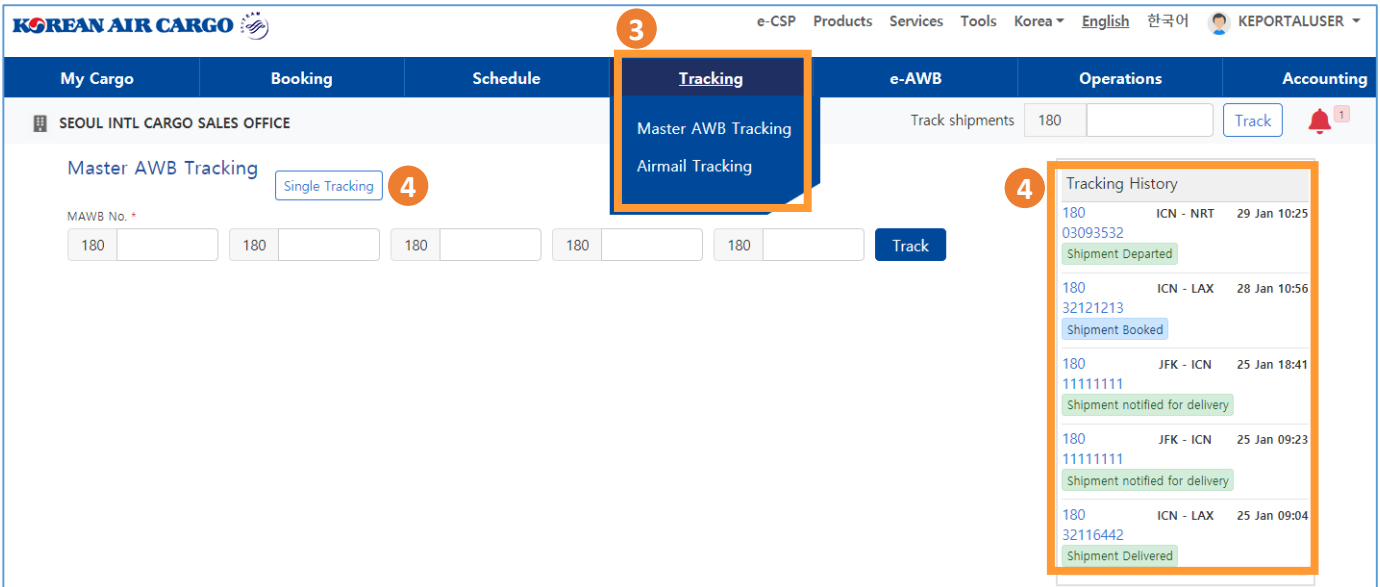 KOREAN AIR CARGO
e-CSP Products Services Tools Korea English 한국어 KEPORTALUSER
3
My Cargo Booking Schedule Tracking e-AWB Operations Accounting
SEOUL INTL CARGO SALES OFFICE
Master AWB Tracking
Airmail Tracking
Track shipments 180 Track 1
Master AWB Tracking Single Tracking 4
MAWB No. *
180 180 180 180 180 Track
4
Tracking History
180 ICN - NRT 29 Jan 10:25
03093532
Shipment Departed
180 ICN - LAX 28 Jan 10:56
32121213
Shipment Booked
180 JFK - ICN 25 Jan 18:41
11111111
Shipment notified for delivery
180 JFK - ICN 25 Jan 09:23
11111111
Shipment notified for delivery
180 ICN - LAX 25 Jan 09:04
32116442
Shipment Delivered